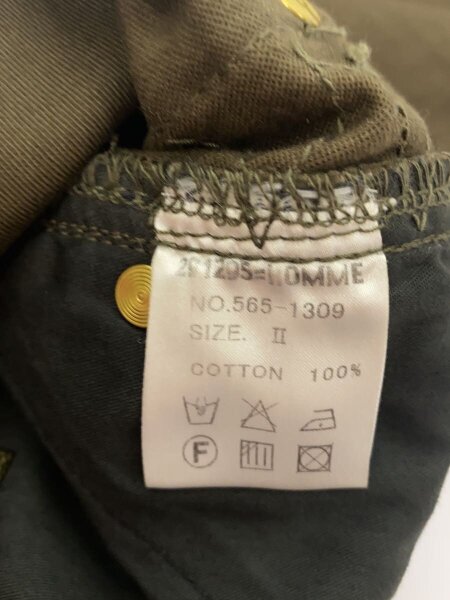 NO.565-1309
SIZE. II
COTTON 100%
F